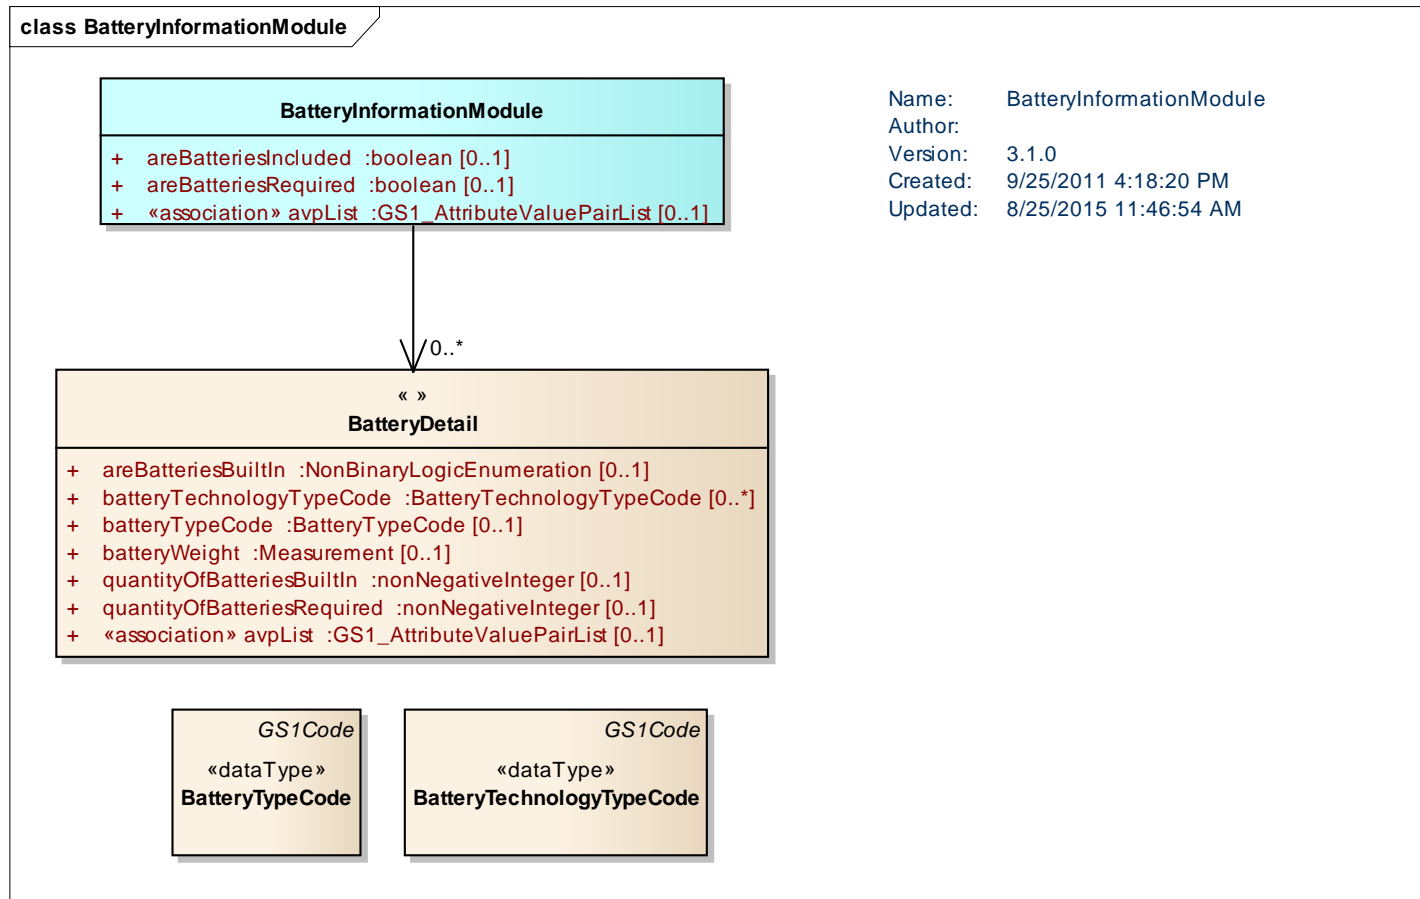 class BatteryInformationModule
BatteryInformationModule
+ areBatteriesIncluded :boolean [0..1]
+ areBatteriesRequired :boolean [0..1]
+ «association» avpList :GS1_AttributeValuePairList [0..1]
Name: BatteryInformationModule
Author:
Version: 3.1.0
Created: 9/25/2011 4:18:20 PM
Updated: 8/25/2015 11:46:54 AM
0..*
« »
BatteryDetail
+ areBatteriesBuiltIn :NonBinaryLogicEnumeration [0..1]
+ batteryTechnologyTypeCode :BatteryTechnologyTypeCode [0..*]
+ batteryTypeCode :BatteryTypeCode [0..1]
+ batteryWeight :Measurement [0..1]
+ quantityOfBatteriesBuiltIn :nonNegativeInteger [0..1]
+ quantityOfBatteriesRequired :nonNegativeInteger [0..1]
+ «association» avpList :GS1_AttributeValuePairList [0..1]
GS1Code
«dataType»
BatteryTypeCode
GS1Code
«dataType»
BatteryTechnologyTypeCode